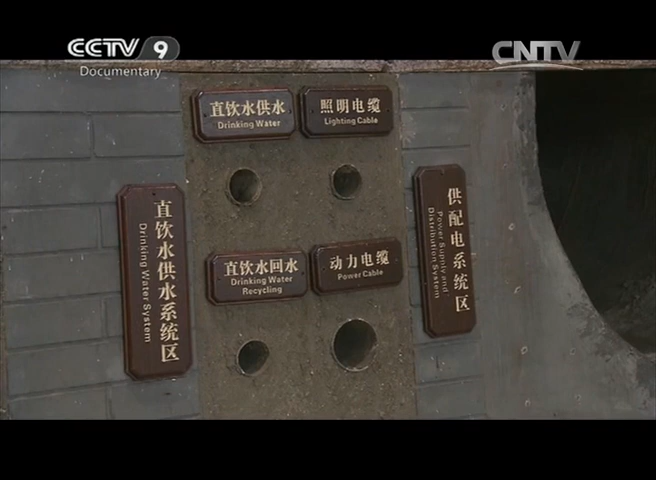 CCTV 9
Documentary
CNTV
直饮水供水
Drinking Water
照明电缆
Lighting Cable
直饮水供水系统区
Drinking Water System
直饮水回水
Drinking Water
Recycling
动力电缆
Power Cable
供配电系统区
Power Supply and
Distribution System